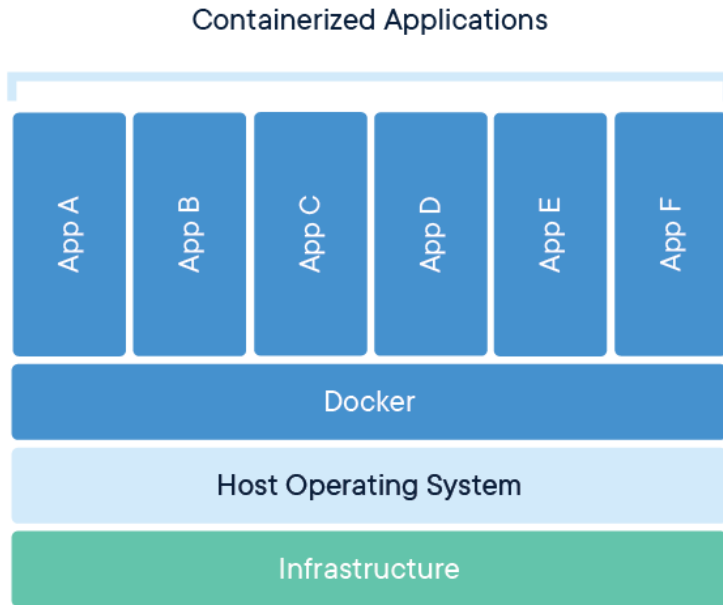 Containerized Applications
App A
App B
App C
App D
App E
App F
Docker
Host Operating System
Infrastructure